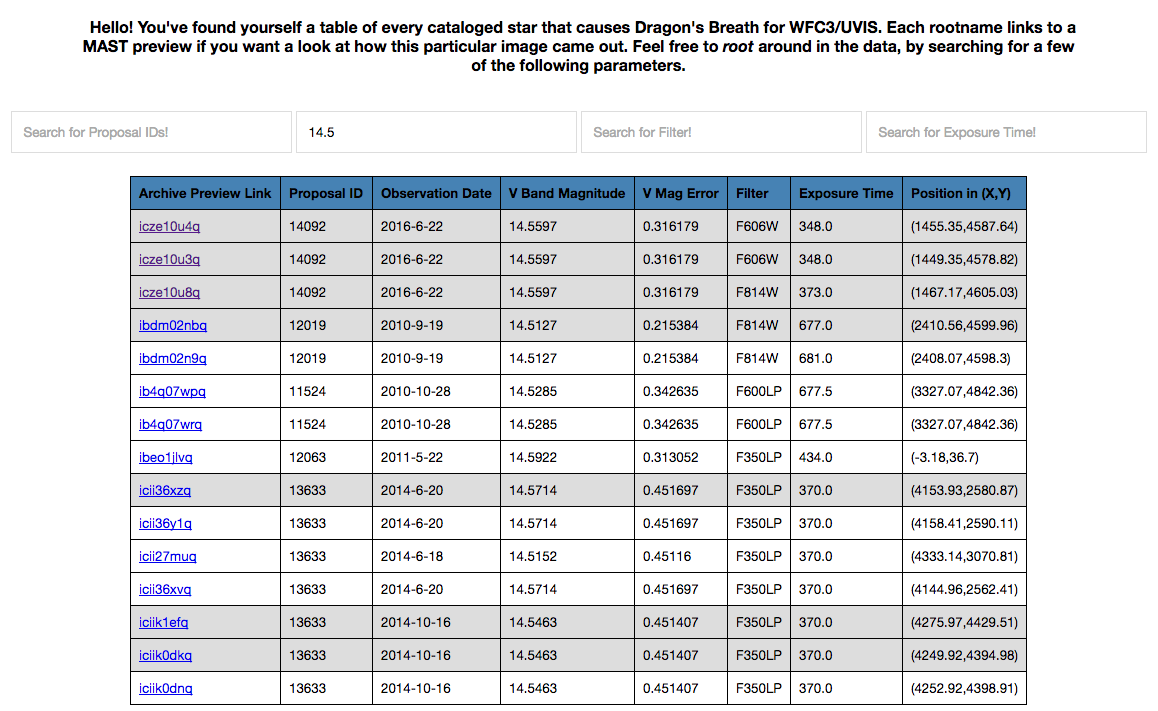 Hello! You've found yourself a table of every cataloged star that causes Dragon's Breath for WFC3/UVIS. Each rootname links to a
MAST preview if you want a look at how this particular image came out. Feel free to root around in the data, by searching for a few
of the following parameters.
Search for Proposal IDs! 14.5 Search for Filter! Search for Exposure Time!
Archive Preview Link Proposal ID Observation Date V Band Magnitude V Mag Error Filter Exposure Time Position in (X,Y)
icze10u4q 14092 2016-6-22 14.5597 0.316179 F606W 348.0 (1455.35,4587.64)
icze10u3q 14092 2016-6-22 14.5597 0.316179 F606W 348.0 (1449.35,4578.82)
icze10u8q 14092 2016-6-22 14.5597 0.316179 F814W 373.0 (1467.17,4605.03)
ibdm02nbq 12019 2010-9-19 14.5127 0.215384 F814W 677.0 (2410.56,4599.96)
ibdm02n9q 12019 2010-9-19 14.5127 0.215384 F814W 681.0 (2408.07,4598.3)
ib4q07wpq 11524 2010-10-28 14.5285 0.342635 F600LP 677.5 (3327.07,4842.36)
ib4q07wrq 11524 2010-10-28 14.5285 0.342635 F600LP 677.5 (3327.07,4842.36)
ibeo1jlvq 12063 2011-5-22 14.5922 0.313052 F350LP 434.0 (-3.18,36.7)
icii36xzq 13633 2014-6-20 14.5714 0.451697 F350LP 370.0 (4153.93,2580.87)
icii36y1q 13633 2014-6-20 14.5714 0.451697 F350LP 370.0 (4158.41,2590.11)
icii27muq 13633 2014-6-18 14.5152 0.45116 F350LP 370.0 (4333.14,3070.81)
icii36xvq 13633 2014-6-20 14.5714 0.451697 F350LP 370.0 (4144.96,2562.41)
iciik1efq 13633 2014-10-16 14.5463 0.451407 F350LP 370.0 (4275.97,4429.51)
iciik0dkq 13633 2014-10-16 14.5463 0.451407 F350LP 370.0 (4249.92,4394.98)
iciik0dnq 13633 2014-10-16 14.5463 0.451407 F350LP 370.0 (4252.92,4398.91)